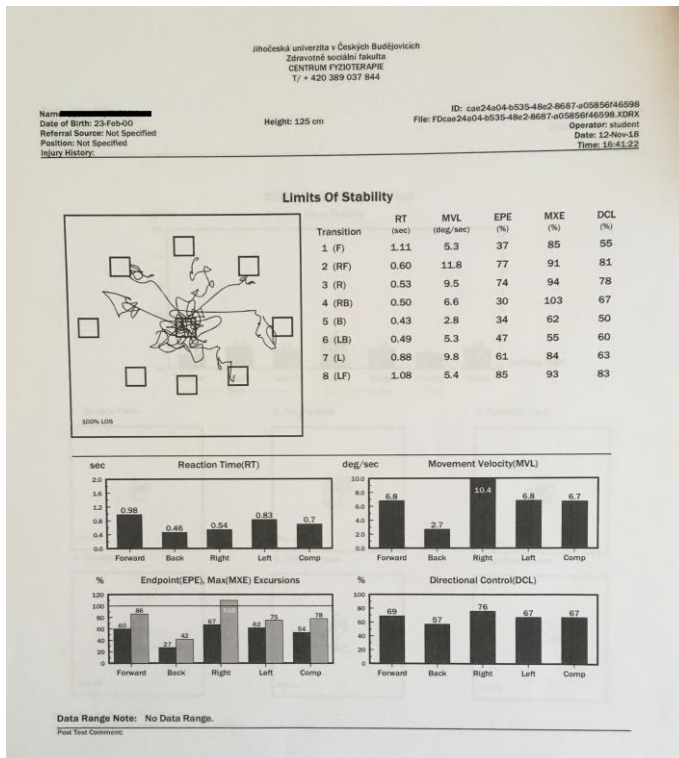 Jihočeská univerzita v Českých Budějovicích
Zdravotně sociální fakulta
CENTRUM FYZIOTERAPIE
T/ + 420 389 037 844
Name
Date of Birth: 23-Feb-00
Referral Source: Not Specified
Position: Not Specified
Injury History:
Height: 125 cm
ID: cae24a04-b535-48e2-8687-a05856f46598
File: FDcae24a04-b535-48e2-8687-a05856f46598.XDRX
Operator: student
Date: 12-Nov-18
Time: 16:41:22
Limits Of Stability
100% LOS
Transition RT (sec) MVL (deg/sec) EPE (%) MXE (%) DCL (%)
1 (F) 1.11 5.3 37 85 55
2 (RF) 0.60 11.8 77 91 81
3 (R) 0.53 9.5 74 94 78
4 (RB) 0.50 6.6 30 103 67
5 (B) 0.43 2.8 34 62 50
6 (LB) 0.49 5.3 47 55 60
7 (L) 0.88 9.8 61 84 63
8 (LF) 1.08 5.4 85 93 83
sec Reaction Time(RT)
2.0
1.6
1.2
0.8
0.4
0.0
0.98 0.46 0.54 0.83 0.7
Forward Back Right Left Comp
deg/sec Movement Velocity(MVL)
10.0
8.0
6.0
4.0
2.0
0.0
6.8 2.7 10.4 6.8 6.7
Forward Back Right Left Comp
% Endpoint(EPE), Max(MXE) Excursions
120
100
80
60
40
20
0
60 86 27 42 67 62 75 54 78
Forward Back Right Left Comp
% Directional Control(DCL)
100
80
60
40
20
0
69 57 76 67 67
Forward Back Right Left Comp
Data Range Note: No Data Range.
Post Test Comment: